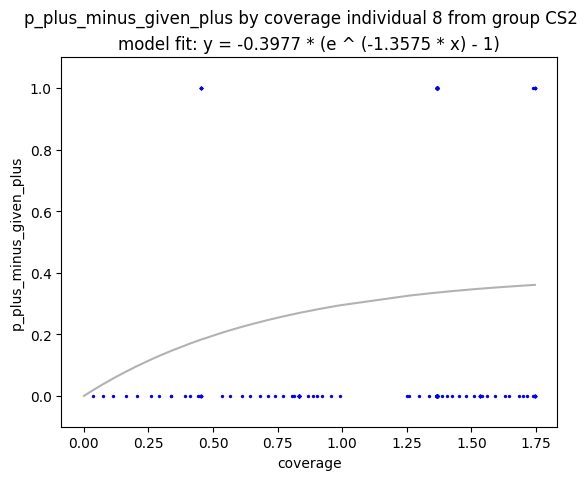 p_plus_minus_given_plus by coverage individual 8 from group CS2
model fit: y = -0.3977 * (e ^ (-1.3575 * x) - 1)
1.0
0.8
0.6
0.4
0.2
0.0
p_plus_minus_given_plus
0.00 0.25 0.50 0.75 1.00 1.25 1.50 1.75
coverage